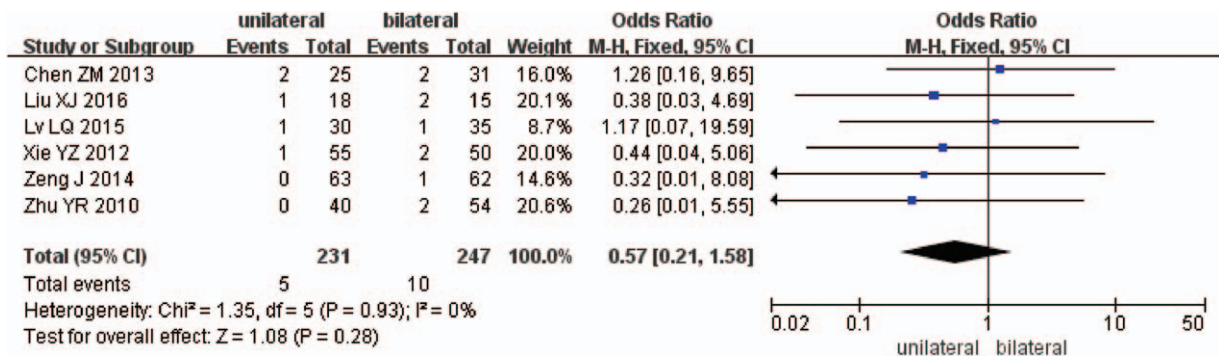 unilateral bilateral Odds Ratio Odds Ratio
Study or Subgroup Events Total Events Total Weight M-H, Fixed, 95% CI M-H, Fixed, 95% CI
Chen ZM 2013 2 25 2 31 16.0% 1.26 [0.16, 9.65]
Liu XJ 2016 1 18 2 15 20.1% 0.38 [0.03, 4.69]
Lv LQ 2015 1 30 1 35 8.7% 1.17 [0.07, 19.59]
Xie YZ 2012 1 55 2 50 20.0% 0.44 [0.04, 5.06]
Zeng J 2014 0 63 1 62 14.6% 0.32 [0.01, 8.08]
Zhu YR 2010 0 40 2 54 20.6% 0.26 [0.01, 5.55]
Total (95% CI) 231 247 100.0% 0.57 [0.21, 1.58]
Total events 5 10
Heterogeneity: Chi² = 1.35, df = 5 (P = 0.93); I² = 0%
Test for overall effect: Z = 1.08 (P = 0.28)
0.02 0.1 1 10 50
unilateral bilateral